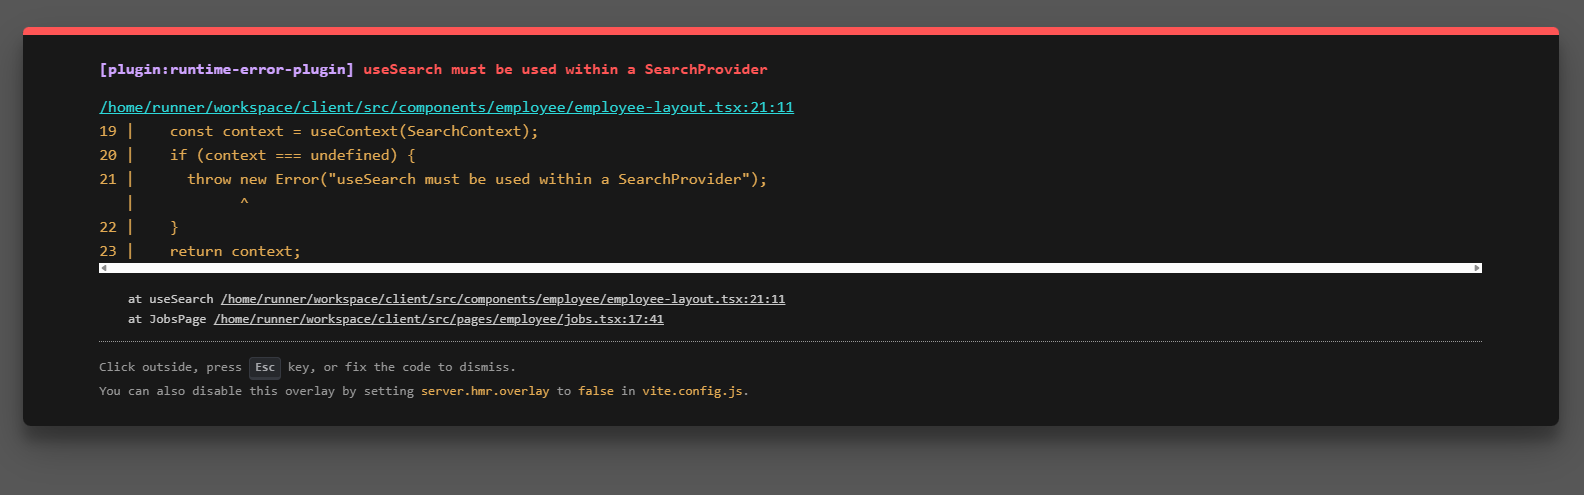 [plugin:runtime-error-plugin] useSearch must be used within a SearchProvider
/home/runner/workspace/client/src/components/employee/employee-layout.tsx:21:11
19 |    const context = useContext(SearchContext);
20 |    if (context === undefined) {
21 |      throw new Error("useSearch must be used within a SearchProvider");
   |            ^
22 |    }
23 |    return context;
at useSearch /home/runner/workspace/client/src/components/employee/employee-layout.tsx:21:11
at JobsPage /home/runner/workspace/client/src/pages/employee/jobs.tsx:17:41
Click outside, press Esc key, or fix the code to dismiss.
You can also disable this overlay by setting server.hmr.overlay to false in vite.config.js.